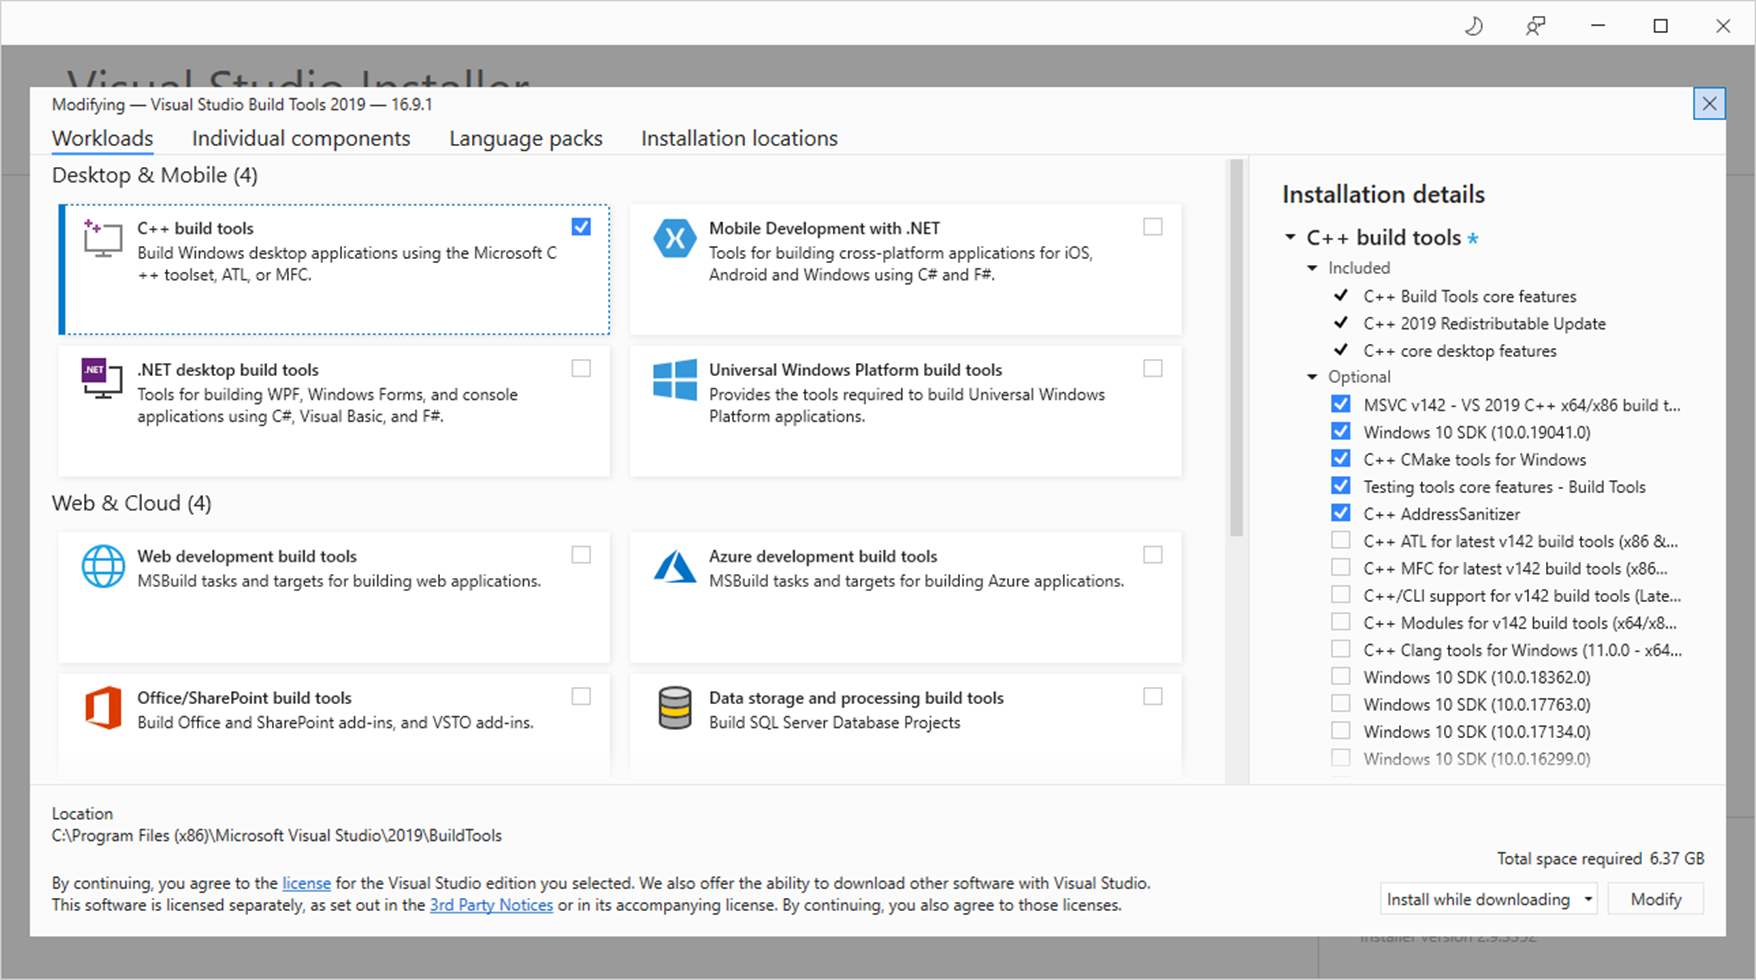 Visual Studio Installer
Modifying — Visual Studio Build Tools 2019 — 16.9.1
Workloads
Individual components
Language packs
Installation locations
Desktop & Mobile (4)
C++ build tools
Build Windows desktop applications using the Microsoft C
++ toolset, ATL, or MFC.
Mobile Development with .NET
Tools for building cross-platform applications for iOS,
Android and Windows using C# and F#.
.NET
.NET desktop build tools
Tools for building WPF, Windows Forms, and console
applications using C#, Visual Basic, and F#.
Universal Windows Platform build tools
Provides the tools required to build Universal Windows
Platform applications.
Web & Cloud (4)
Web development build tools
MSBuild tasks and targets for building web applications.
Azure development build tools
MSBuild tasks and targets for building Azure applications.
Office/SharePoint build tools
Build Office and SharePoint add-ins, and VSTO add-ins.
Data storage and processing build tools
Build SQL Server Database Projects
Installation details
C++ build tools *
Included
C++ Build Tools core features
C++ 2019 Redistributable Update
C++ core desktop features
Optional
MSVC v142 - VS 2019 C++ x64/x86 build t...
Windows 10 SDK (10.0.19041.0)
C++ CMake tools for Windows
Testing tools core features - Build Tools
C++ AddressSanitizer
C++ ATL for latest v142 build tools (x86 &...
C++ MFC for latest v142 build tools (x86...
C++/CLI support for v142 build tools (Late...
C++ Modules for v142 build tools (x64/x8...
C++ Clang tools for Windows (11.0.0 - x64...
Windows 10 SDK (10.0.18362.0)
Windows 10 SDK (10.0.17763.0)
Windows 10 SDK (10.0.17134.0)
Windows 10 SDK (10.0.16299.0)
Location
C:\Program Files (x86)\Microsoft Visual Studio\2019\BuildTools
Total space required 6.37 GB
By continuing, you agree to the license for the Visual Studio edition you selected. We also offer the ability to download other software with Visual Studio.
This software is licensed separately, as set out in the 3rd Party Notices or in its accompanying license. By continuing, you also agree to those licenses.
Install while downloading
Modify
Installer version